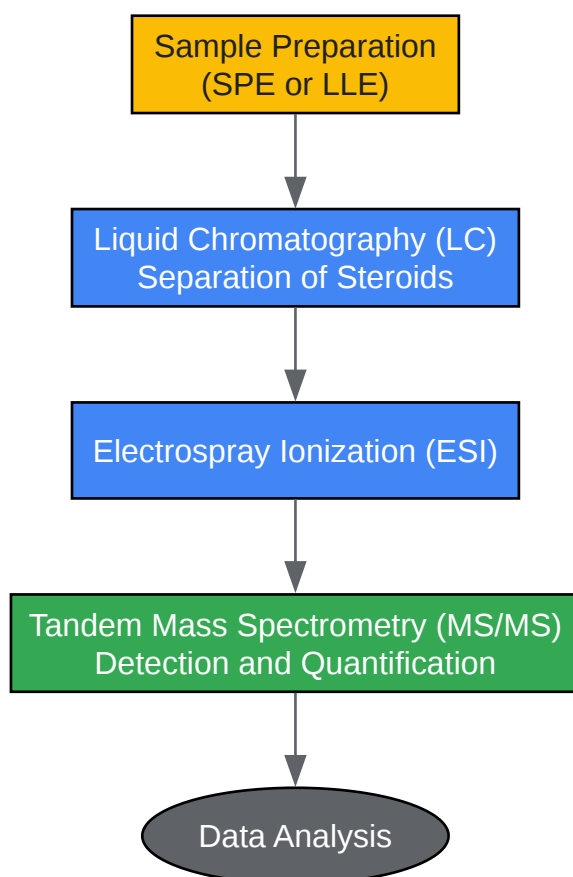 Sample Preparation
(SPE or LLE)
Liquid Chromatography (LC)
Separation of Steroids
Electrospray Ionization (ESI)
Tandem Mass Spectrometry (MS/MS)
Detection and Quantification
Data Analysis